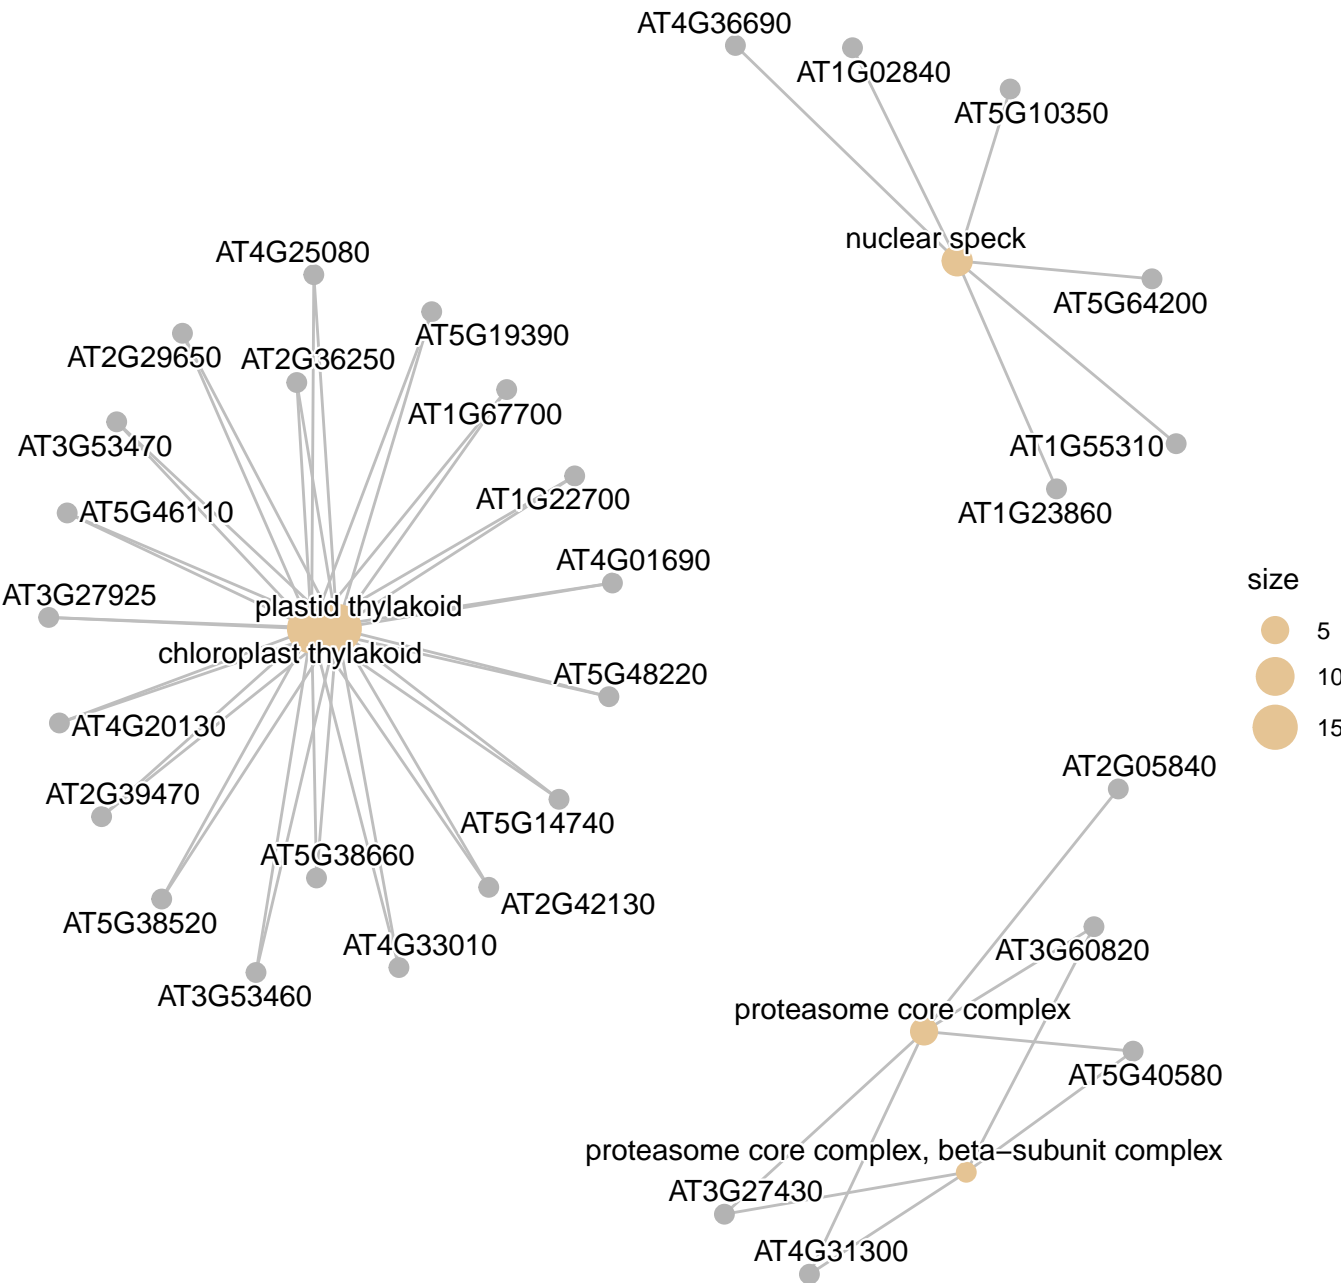 AT4G36690
AT1G02840
AT5G10350
nuclear speck
AT4G25080
AT5G64200
AT5G19390
AT2G29650
AT2G36250
AT1G67700
AT3G53470
AT1G55310
AT1G22700
AT5G46110
AT1G23860
AT4G01690
size
AT3G27925
plastid thylakoid
5
chloroplast thylakoid
AT5G48220
10
AT4G20130
15
AT2G05840
AT2G39470
AT5G14740
AT5G38660
AT2G42130
AT5G38520
AT4G33010
AT3G60820
AT3G53460
proteasome core complex
AT5G40580
proteasome core complex, beta−subunit complex
AT3G27430
AT4G31300